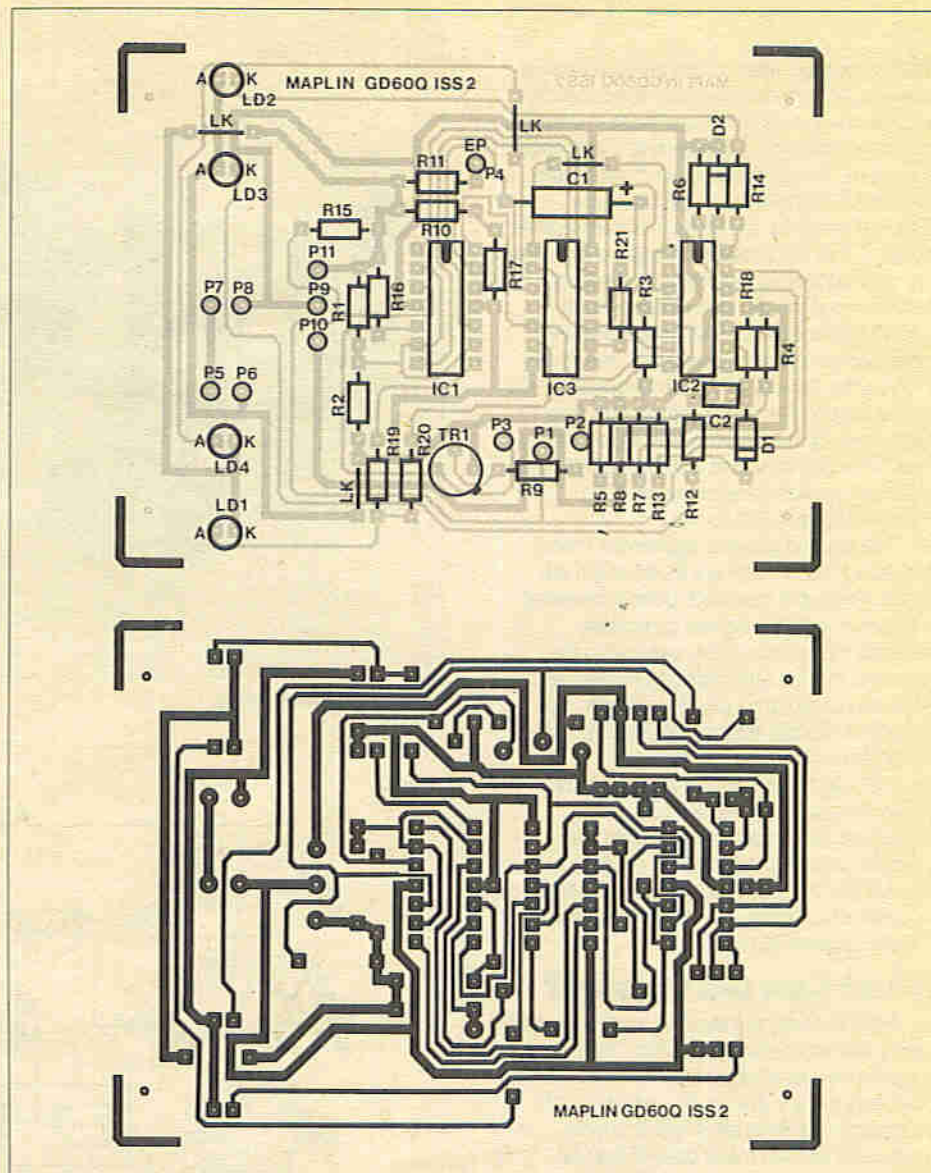 A K
LD2
MAPLIN GD60Q ISS2
LK
LK
D2
EP
LK
R11
P4
C1
+
R6
R14
LD3
R15
R10
P11
R17
R21
P7 P8 P9
R1
R16
R3
R18
P10
R4
IC1
IC3
IC2
P5 P6
R2
C2
P3
P1
P2
A K
R19
R20
TR1
D1
LD4
LK
R9
R5
R8
R7
R13
R12
LD1
A K
MAPLIN GD60Q ISS2